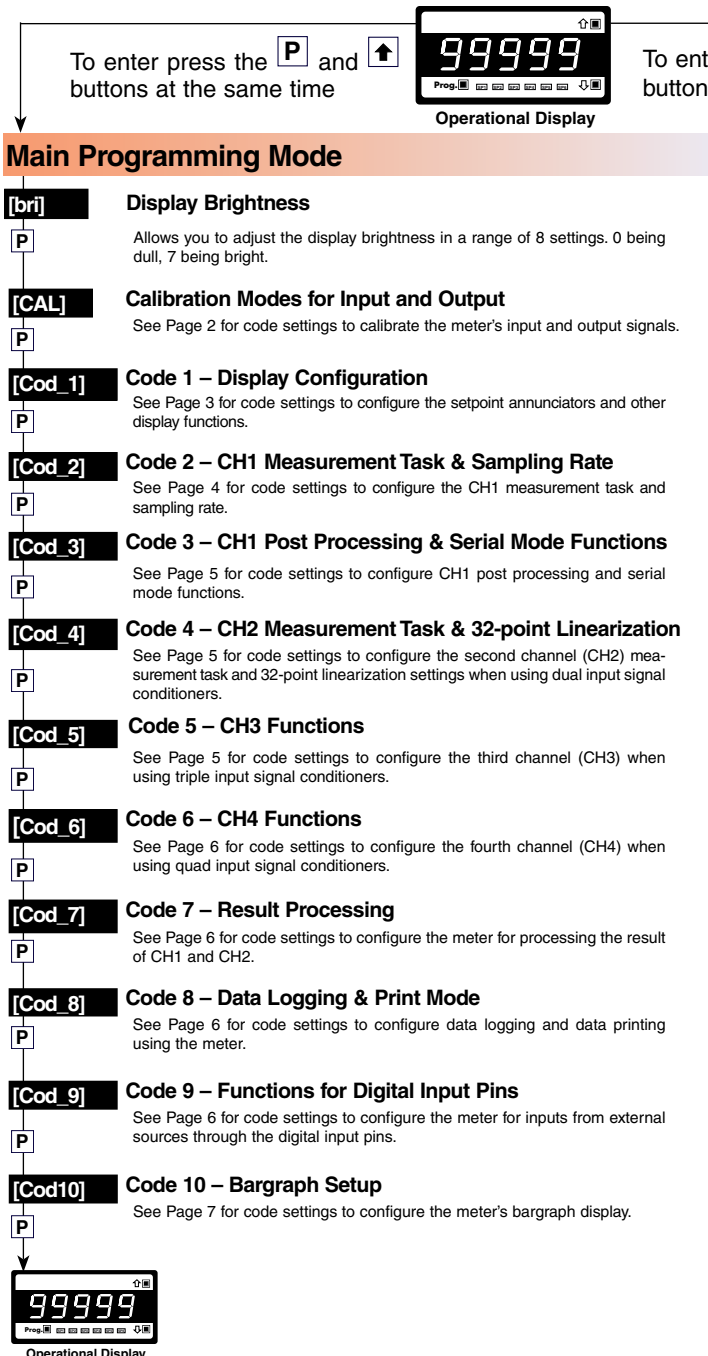 To enter press the P and
buttons at the same time
99999
Prog. SP1 SP2 SP3 SP4 SP5 SP6
Operational Display
To ent
button
Main Programming Mode
[bri] Display Brightness
P
Allows you to adjust the display brightness in a range of 8 settings. 0 being
dull, 7 being bright.
[CAL] Calibration Modes for Input and Output
See Page 2 for code settings to calibrate the meter's input and output signals.
P
[Cod_1] Code 1 – Display Configuration
See Page 3 for code settings to configure the setpoint annunciators and other
display functions.
P
[Cod_2] Code 2 – CH1 Measurement Task & Sampling Rate
See Page 4 for code settings to configure the CH1 measurement task and
sampling rate.
P
[Cod_3] Code 3 – CH1 Post Processing & Serial Mode Functions
See Page 5 for code settings to configure CH1 post processing and serial
mode functions.
P
[Cod_4] Code 4 – CH2 Measurement Task & 32-point Linearization
See Page 5 for code settings to configure the second channel (CH2) mea-
surement task and 32-point linearization settings when using dual input signal
conditioners.
P
[Cod_5] Code 5 – CH3 Functions
See Page 5 for code settings to configure the third channel (CH3) when
using triple input signal conditioners.
P
[Cod_6] Code 6 – CH4 Functions
See Page 6 for code settings to configure the fourth channel (CH4) when
using quad input signal conditioners.
P
[Cod_7] Code 7 – Result Processing
See Page 6 for code settings to configure the meter for processing the result
of CH1 and CH2.
P
[Cod_8] Code 8 – Data Logging & Print Mode
See Page 6 for code settings to configure data logging and data printing
using the meter.
P
[Cod_9] Code 9 – Functions for Digital Input Pins
See Page 6 for code settings to configure the meter for inputs from external
sources through the digital input pins.
P
[Cod10] Code 10 – Bargraph Setup
See Page 7 for code settings to configure the meter's bargraph display.
P
99999
Prog. SP1 SP2 SP3 SP4 SP5 SP6
Operational Display